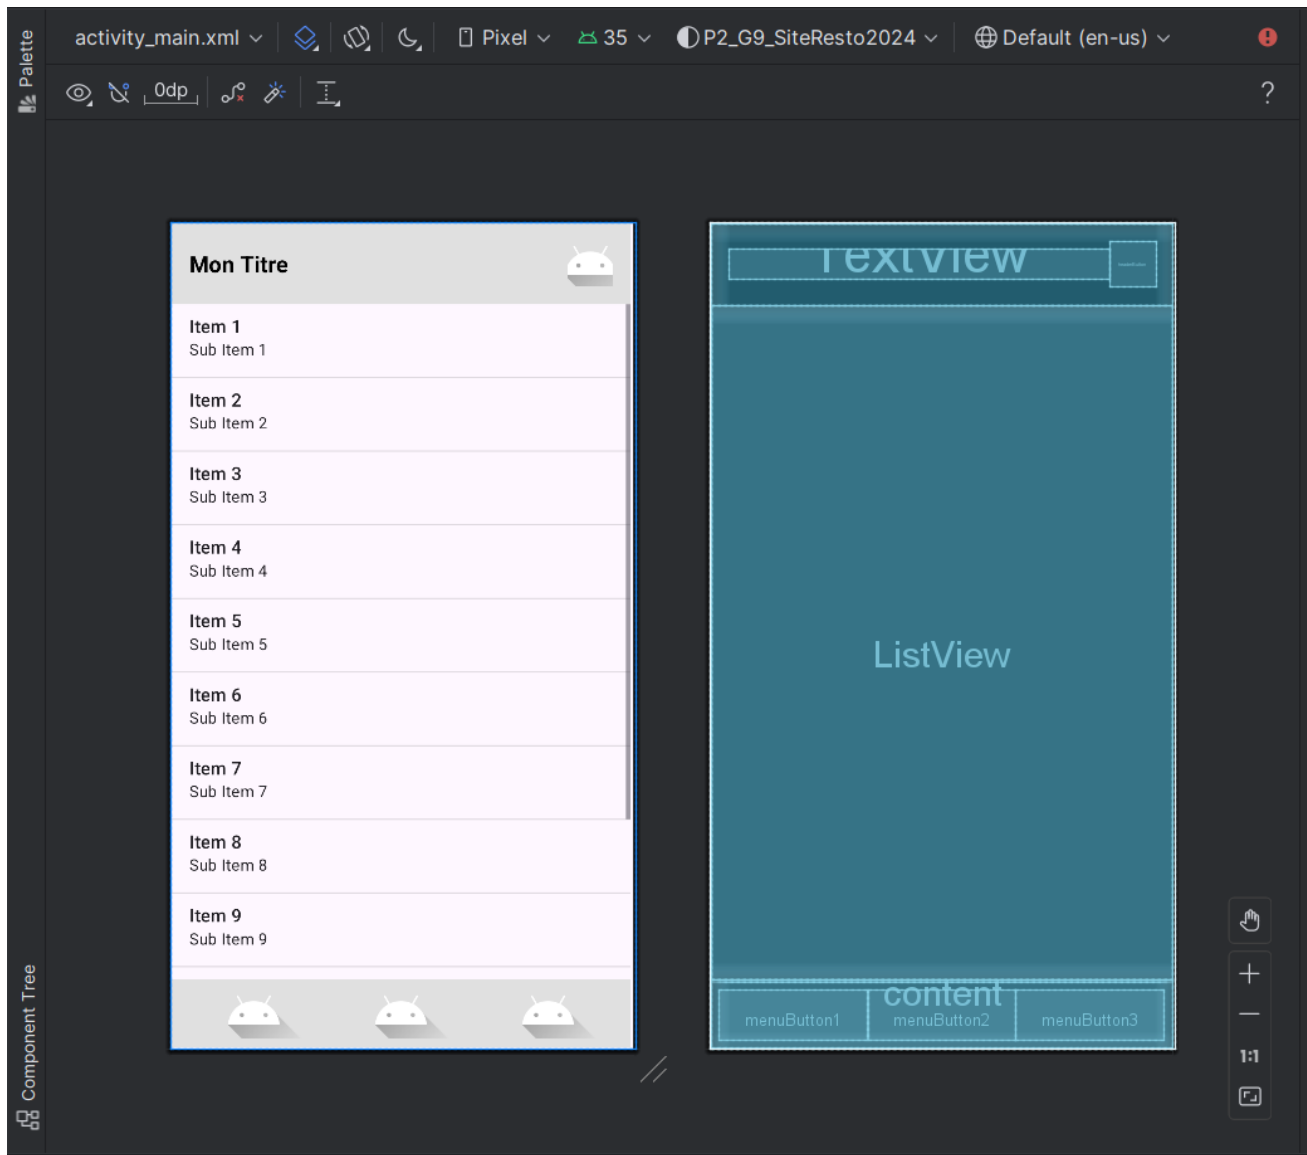 activity_main.xml
Pixel
35
P2_G9_SiteResto2024
Default (en-us)
Palette
0dp
?
Mon Titre
TextView
Item 1
Sub Item 1
Item 2
Sub Item 2
Item 3
Sub Item 3
Item 4
Sub Item 4
Item 5
Sub Item 5
Item 6
Sub Item 6
Item 7
Sub Item 7
Item 8
Sub Item 8
Item 9
Sub Item 9
ListView
content
menuButton1
menuButton2
menuButton3
1:1
Component Tree